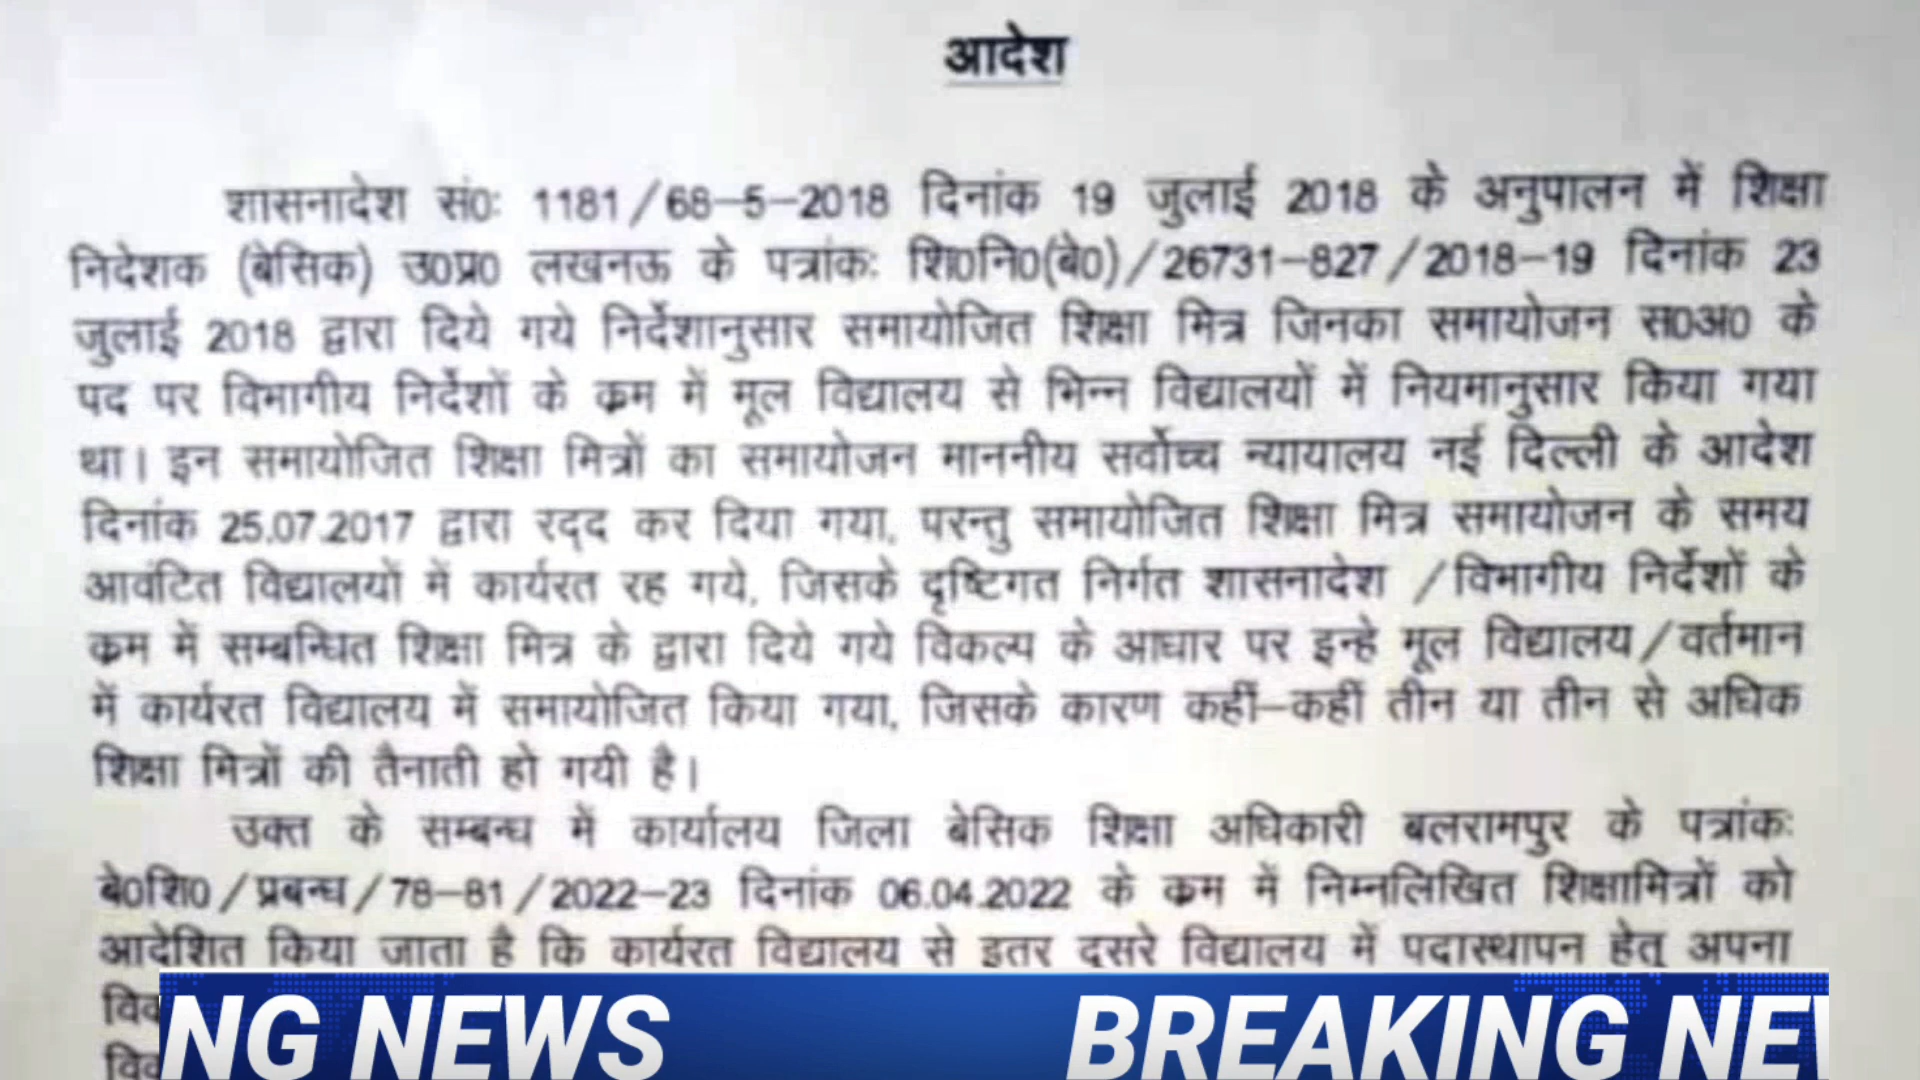 आदेश
शासनादेश सं0: 1181/68-5-2018 दिनांक 19 जुलाई 2018 के अनुपालन में शिक्षा
निदेशक (बेसिक) उ0प्र0 लखनऊ के पत्रांकः शि0नि0(बे0)/26731-827/2018-19 दिनांक 23
जुलाई 2018 द्वारा दिये गये निर्देशानुसार समायोजित शिक्षा मित्र जिनका समायोजन स0अ0 के
पद पर विभागीय निर्देशों के क्रम में मूल विद्यालय से भिन्न विद्यालयों में नियमानुसार किया गया
था। इन समायोजित शिक्षा मित्रों का समायोजन माननीय सर्वोच्च न्यायालय नई दिल्ली के आदेश
दिनांक 25.07.2017 द्वारा रद्द कर दिया गया, परन्तु समायोजित शिक्षा मित्र समायोजन के समय
आवंटित विद्यालयों में कार्यरत रह गये, जिसके दृष्टिगत निर्गत शासनादेश /विभागीय निर्देशों के
क्रम में सम्बन्धित शिक्षा मित्र के द्वारा दिये गये विकल्प के आधार पर इन्हे मूल विद्यालय/वर्तमान
में कार्यरत विद्यालय में समायोजित किया गया, जिसके कारण कहीं-कहीं तीन या तीन से अधिक
शिक्षा मित्रों की तैनाती हो गयी है।
उक्त के सम्बन्ध में कार्यालय जिला बेसिक शिक्षा अधिकारी बलरामपुर के पत्रांकः
बे0शि0/प्रबन्ध/78-81/2022-23 दिनांक 06.04.2022 के क्रम में निम्नलिखित शिक्षामित्रों को
आदेशित किया जाता है कि कार्यरत विद्यालय से इतर दूसरे विद्यालय में पदास्थापन हेतु अपना
NG NEWS BREAKING NE